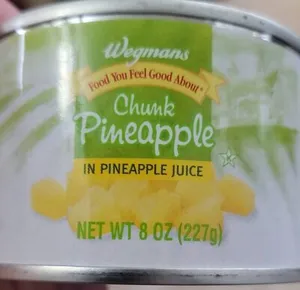 Wegmans
Food You Feel Good About
Chunk
Pineapple
IN PINEAPPLE JUICE
NET WT 8 OZ (227g)